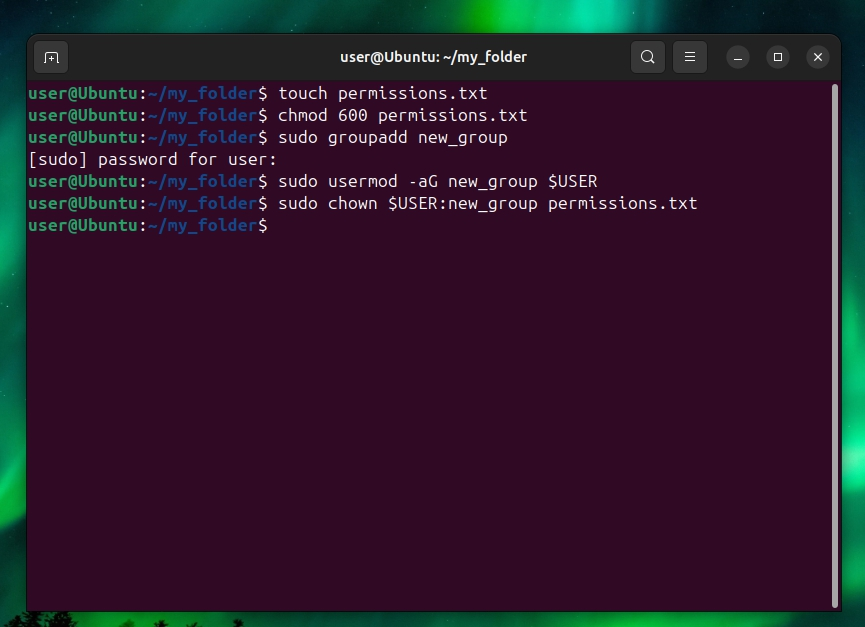 user@Ubuntu: ~/my_folder
user@Ubuntu:~/my_folder$ touch permissions.txt
user@Ubuntu:~/my_folder$ chmod 600 permissions.txt
user@Ubuntu:~/my_folder$ sudo groupadd new_group
[sudo] password for user:
user@Ubuntu:~/my_folder$ sudo usermod -aG new_group $USER
user@Ubuntu:~/my_folder$ sudo chown $USER:new_group permissions.txt
user@Ubuntu:~/my_folder$